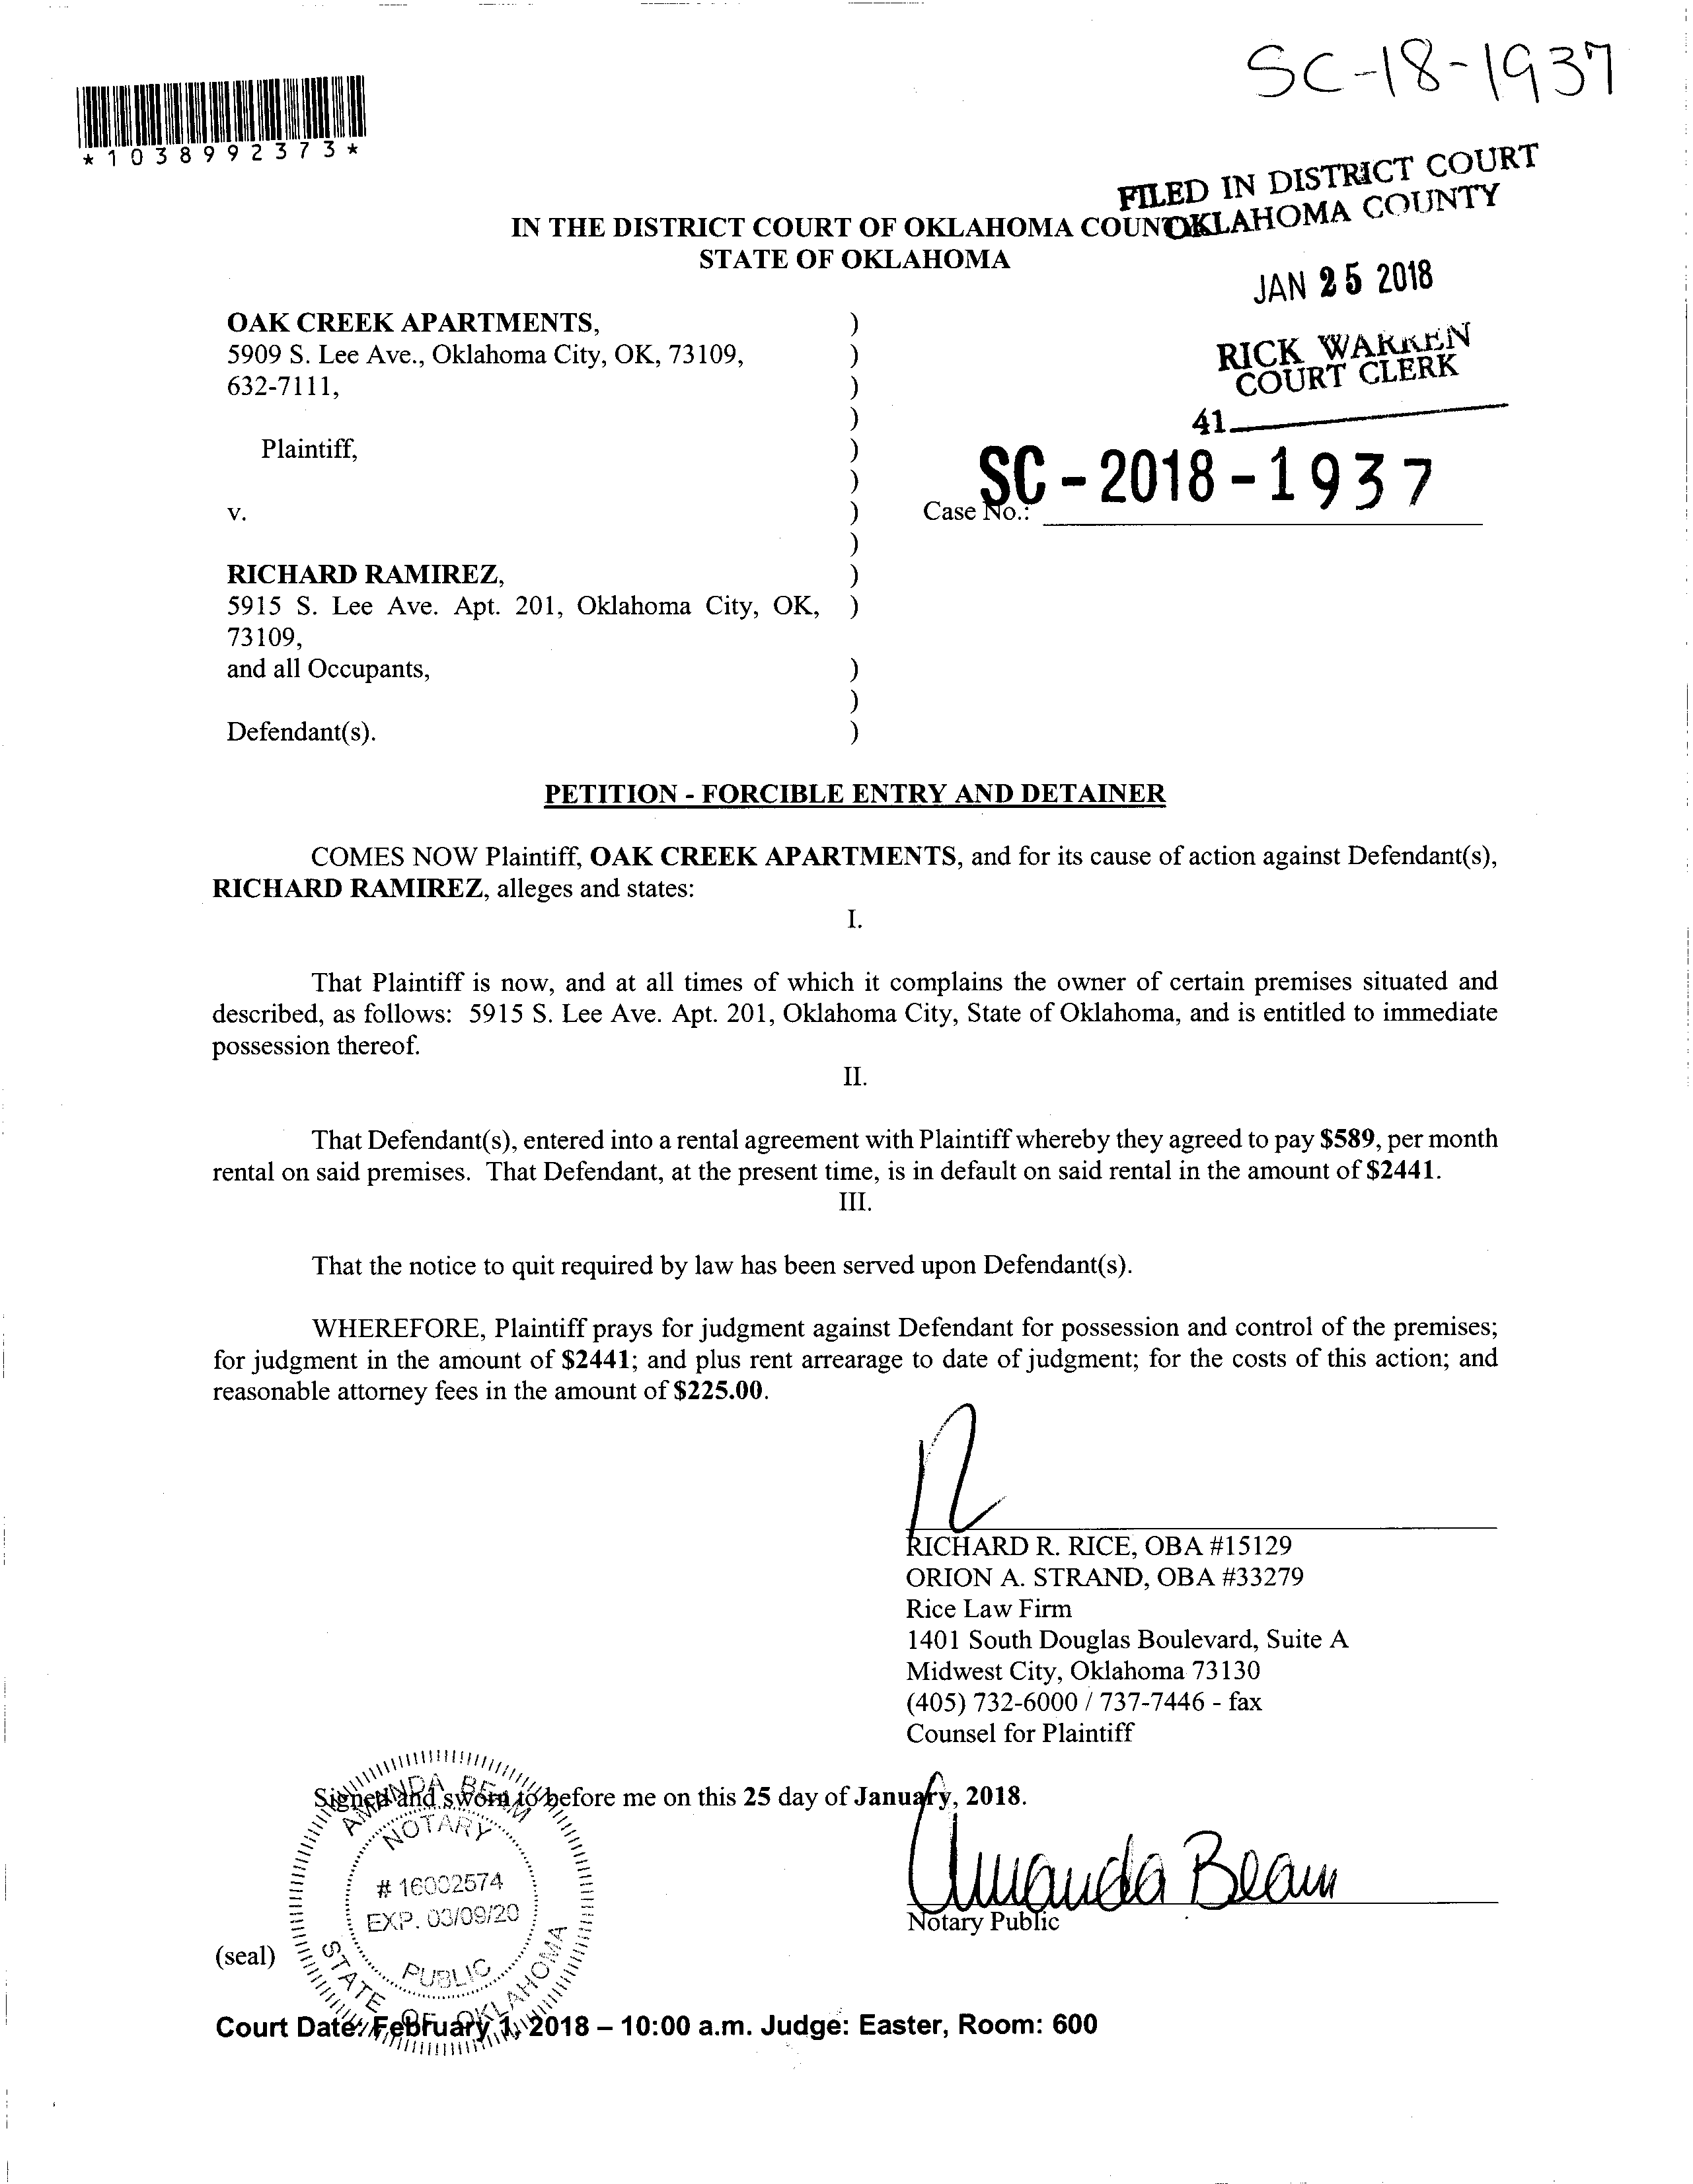 SC-18-1937
*1038992373*
FILED IN DISTRICT COURT
OKLAHOMA COUNTY
IN THE DISTRICT COURT OF OKLAHOMA COUN
STATE OF OKLAHOMA
JAN 25 2018
RICK WARREN
COURT CLERK
41
OAK CREEK APARTMENTS, )
5909 S. Lee Ave., Oklahoma City, OK, 73109, )
632-7111, )
)
Plaintiff, )
)
SC - 2018 - 1937
v. ) Case No.:
)
RICHARD RAMIREZ, )
5915 S. Lee Ave. Apt. 201, Oklahoma City, OK, )
73109,
and all Occupants, )
)
Defendant(s). )
PETITION - FORCIBLE ENTRY AND DETAINER
COMES NOW Plaintiff, OAK CREEK APARTMENTS, and for its cause of action against Defendant(s),
RICHARD RAMIREZ, alleges and states:
I.
That Plaintiff is now, and at all times of which it complains the owner of certain premises situated and
described, as follows: 5915 S. Lee Ave. Apt. 201, Oklahoma City, State of Oklahoma, and is entitled to immediate
possession thereof.
II.
That Defendant(s), entered into a rental agreement with Plaintiff whereby they agreed to pay $589, per month
rental on said premises. That Defendant, at the present time, is in default on said rental in the amount of $2441.
III.
That the notice to quit required by law has been served upon Defendant(s).
WHEREFORE, Plaintiff prays for judgment against Defendant for possession and control of the premises;
for judgment in the amount of $2441; and plus rent arrearage to date of judgment; for the costs of this action; and
reasonable attorney fees in the amount of $225.00.
RICHARD R. RICE, OBA #15129
ORION A. STRAND, OBA #33279
Rice Law Firm
1401 South Douglas Boulevard, Suite A
Midwest City, Oklahoma 73130
(405) 732-6000 / 737-7446 - fax
Counsel for Plaintiff
Signed and sworn to before me on this 25 day of January, 2018.
AMANDA BEAM
NOTARY
# 16002574
EXP. 03/09/20
PUBLIC
STATE OF OKLAHOMA
Amanda Beam
Notary Public
(seal)
Court Date: February 1, 2018 – 10:00 a.m. Judge: Easter, Room: 600